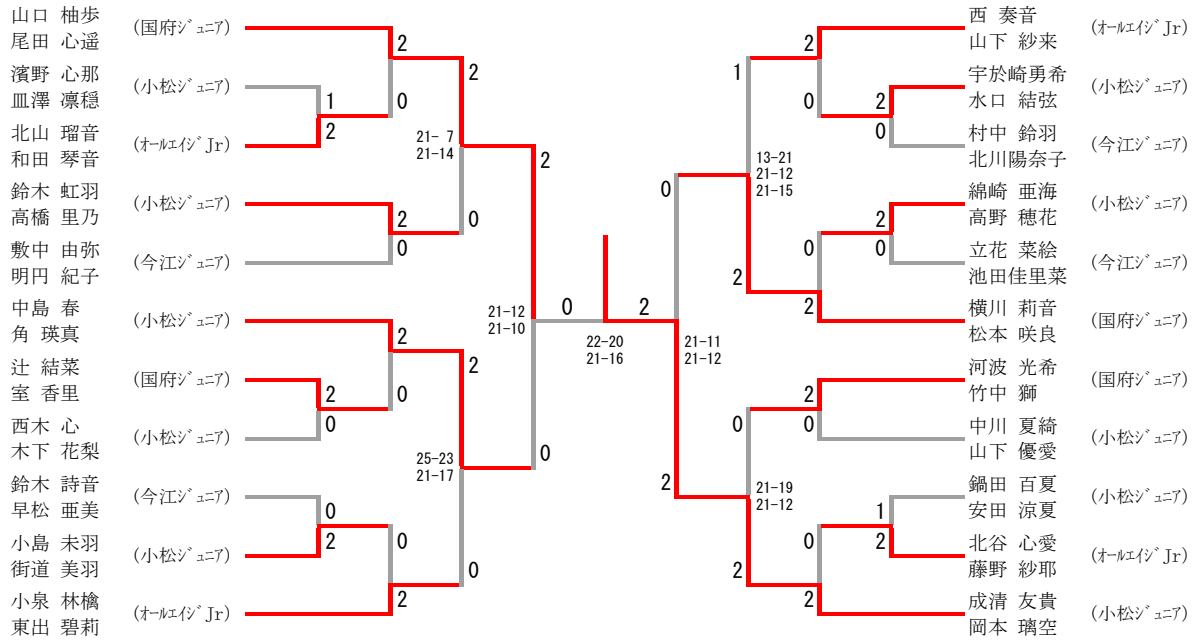 山口 柚歩
尾田 心遥
(国府ジュニア)
濱野 心那
皿澤 凛穏
(小松ジュニア)
北山 瑠音
和田 琴音
(オールエイジJr)
鈴木 虹羽
高橋 里乃
(小松ジュニア)
敷中 由弥
明円 紀子
(今江ジュニア)
中島 春
角 瑛真
(小松ジュニア)
辻 結菜
室 香里
(国府ジュニア)
西木 心
木下 花梨
(小松ジュニア)
鈴木 詩音
早松 亜美
(今江ジュニア)
小島 未羽
街道 美羽
(小松ジュニア)
小泉 林檎
東出 碧莉
(オールエイジJr)
2
0
1
2
2
0
2
0
2
0
0
2
0
2
2
0
21- 7
21-14
2
0
25-23
21-17
2
0
21-12
21-10
0
2
22-20
21-16
0
2
21-11
21-12
1
2
13-21
21-12
21-15
0
2
21-19
21-12
2
0
2
0
0
2
2
0
2
0
0
2
1
2
西 奏音
山下 紗来
(オールエイジJr)
宇於崎勇希
水口 結弦
(小松ジュニア)
村中 鈴羽
北川陽奈子
(今江ジュニア)
綿崎 亜海
高野 穂花
(小松ジュニア)
立花 菜絵
池田佳里菜
(今江ジュニア)
横川 莉音
松本 咲良
(国府ジュニア)
河波 光希
竹中 獅
(国府ジュニア)
中川 夏綺
山下 優愛
(小松ジュニア)
鍋田 百夏
安田 涼夏
(小松ジュニア)
北谷 心愛
藤野 紗耶
(オールエイジJr)
成清 友貴
岡本 璃空
(小松ジュニア)